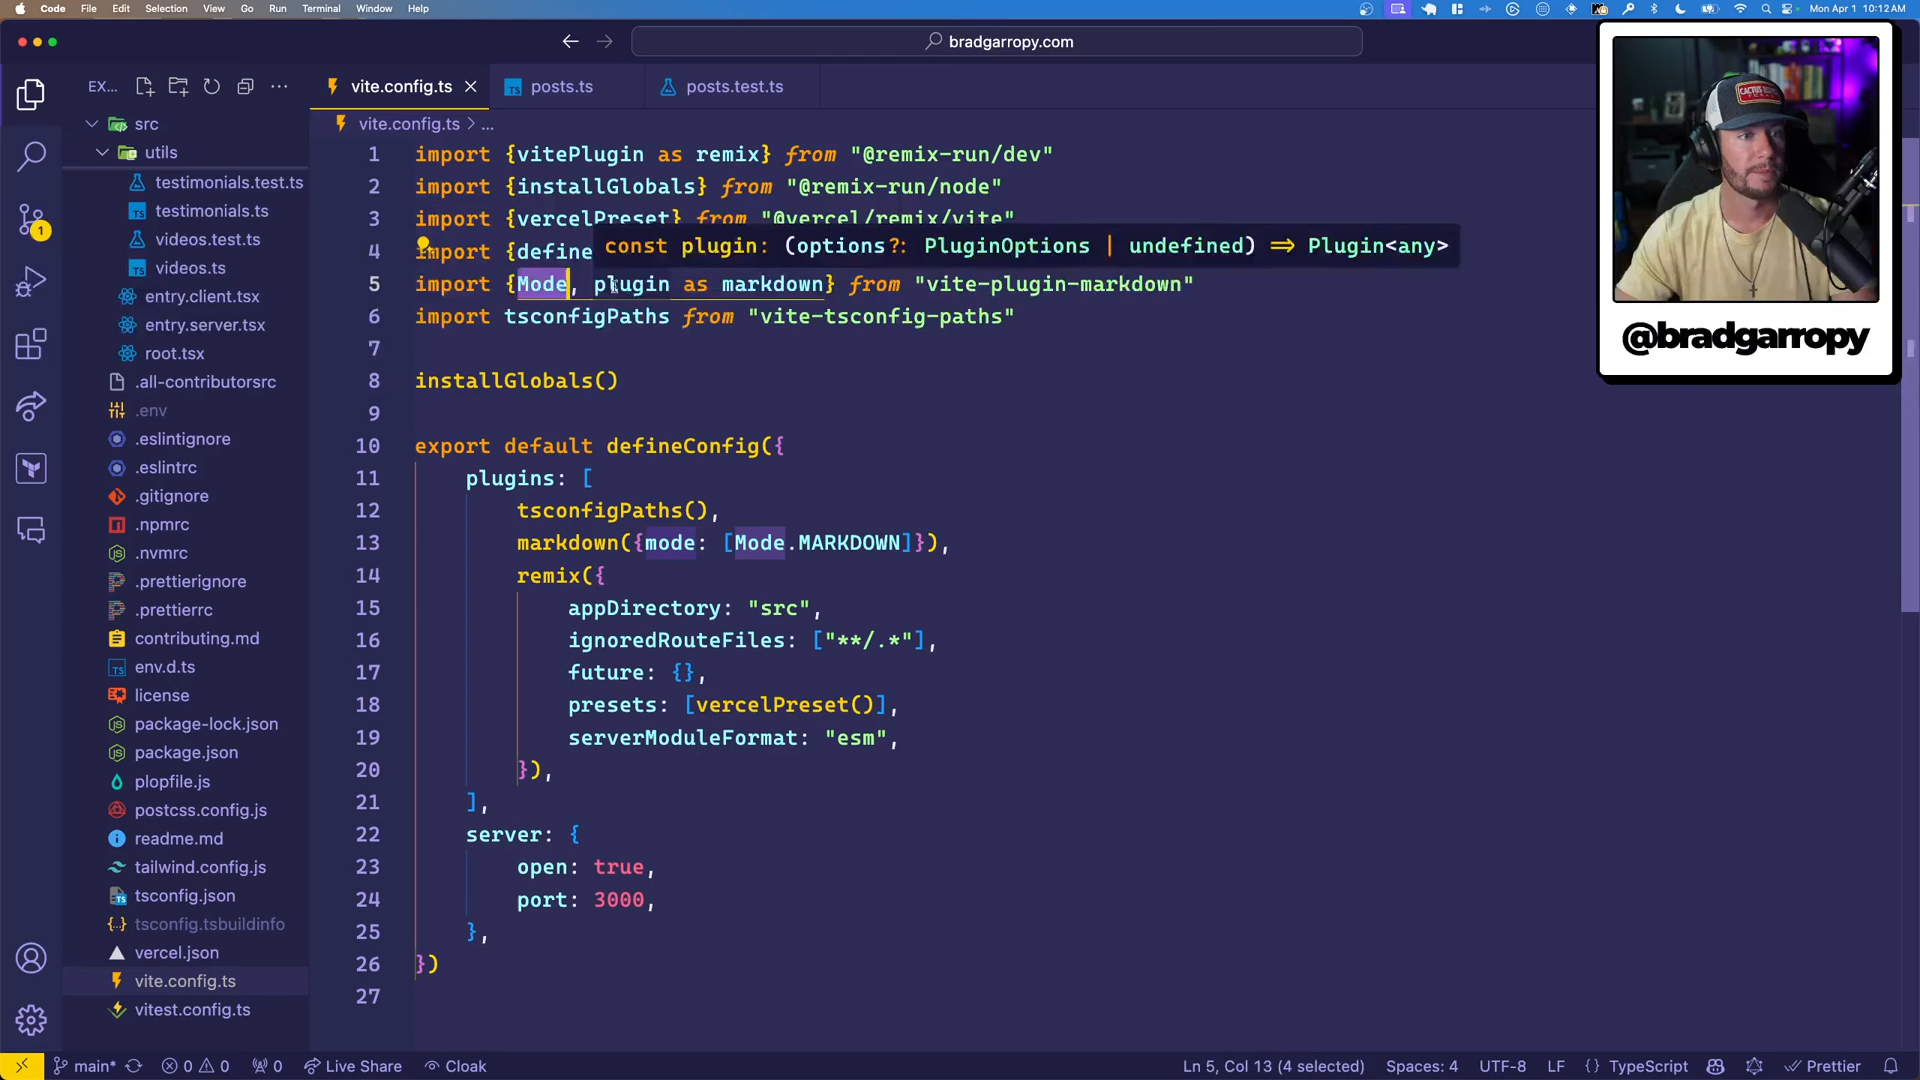 Code File Edit Selection View Go Run Terminal Window Help
Mon Apr 1 10:12 AM
bradgarropy.com
EX...
vite.config.ts
posts.ts
posts.test.ts
vite.config.ts > ...
src
utils
testimonials.test.ts
testimonials.ts
videos.test.ts
videos.ts
entry.client.tsx
entry.server.tsx
root.tsx
.all-contributorsrc
.env
.eslintignore
.eslintrc
.gitignore
.npmrc
.nvmrc
.prettierignore
.prettierrc
contributing.md
env.d.ts
license
package-lock.json
package.json
plopfile.js
postcss.config.js
readme.md
tailwind.config.js
tsconfig.json
tsconfig.tsbuildinfo
vercel.json
vite.config.ts
vitest.config.ts
1 import {vitePlugin as remix} from "@remix-run/dev"
2 import {installGlobals} from "@remix-run/node"
3 import {vercelPreset} from "@vercel/remix/vite"
4 import {define
const plugin: (options?: PluginOptions | undefined) => Plugin<any>
5 import {Mode, plugin as markdown} from "vite-plugin-markdown"
6 import tsconfigPaths from "vite-tsconfig-paths"
7
8 installGlobals()
9
10 export default defineConfig({
11 plugins: [
12 tsconfigPaths(),
13 markdown({mode: [Mode.MARKDOWN]}),
14 remix({
15 appDirectory: "src",
16 ignoredRouteFiles: ["**/.*"],
17 future: {},
18 presets: [vercelPreset()],
19 serverModuleFormat: "esm",
20 }),
21 ],
22 server: {
23 open: true,
24 port: 3000,
25 },
26 })
27
CACTUS
@bradgarropy
1
main* 0 0 0 Live Share Cloak
Ln 5, Col 13 (4 selected) Spaces: 4 UTF-8 LF {} TypeScript Prettier